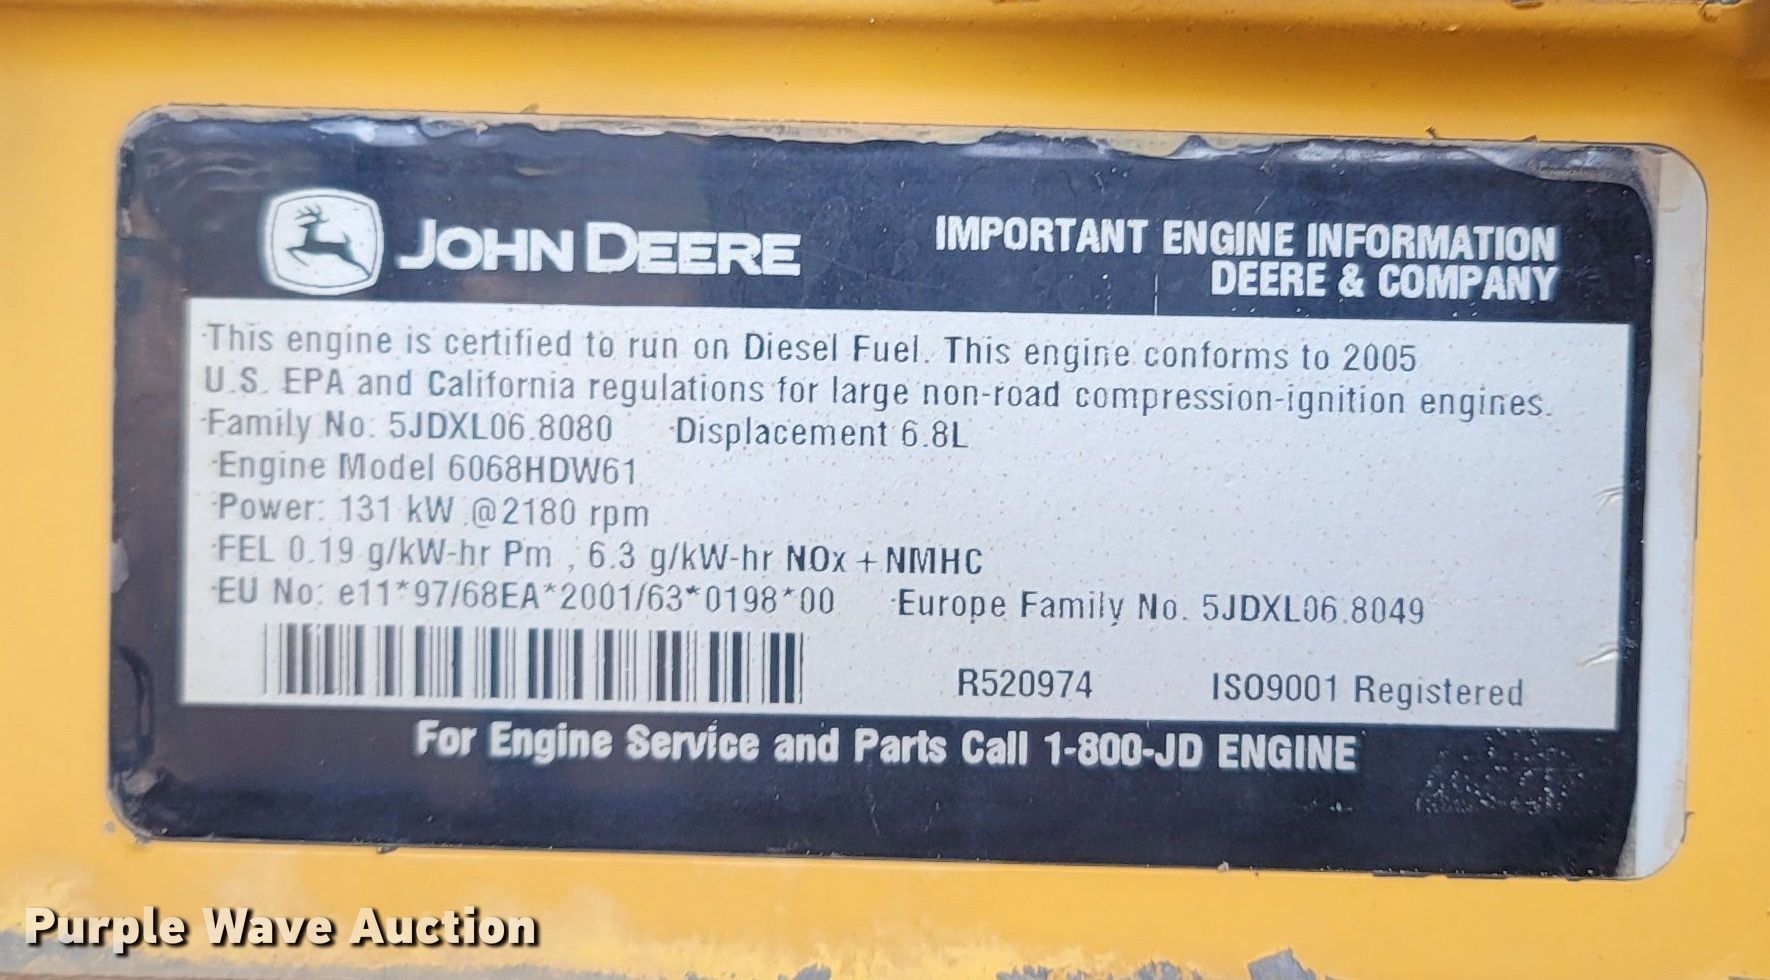 JOHN DEERE
IMPORTANT ENGINE INFORMATION
DEERE & COMPANY
·This engine is certified to run on Diesel Fuel. This engine conforms to 2005
U.S. EPA and California regulations for large non-road compression-ignition engines.
·Family No. 5JDXL06.8080 ·Displacement 6.8L
·Engine Model 6068HDW61
·Power: 131 kW @2180 rpm
·FEL 0.19 g/kW-hr Pm , 6.3 g/kW-hr NOx + NMHC
·EU No: e11*97/68EA*2001/63*0198*00 ·Europe Family No. 5JDXL06.8049
R520974 ISO9001 Registered
For Engine Service and Parts Call 1-800-JD ENGINE
Purple Wave Auction